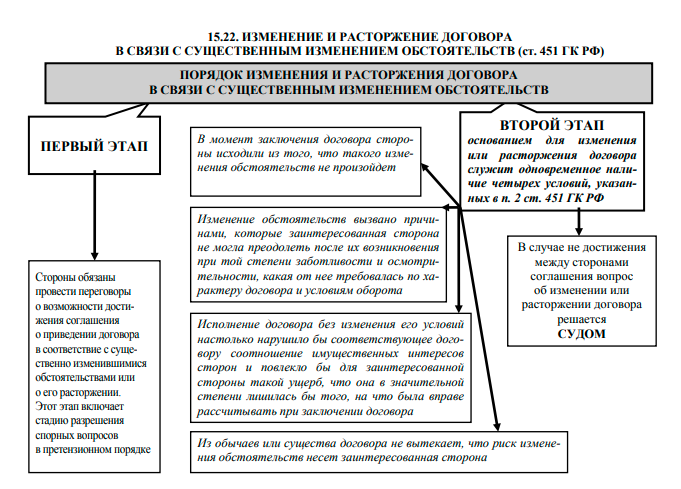 15.22. ИЗМЕНЕНИЕ И РАСТОРЖЕНИЕ ДОГОВОРА
В СВЯЗИ С СУЩЕСТВЕННЫМ ИЗМЕНЕНИЕМ ОБСТОЯТЕЛЬСТВ (ст. 451 ГК РФ)
ПОРЯДОК ИЗМЕНЕНИЯ И РАСТОРЖЕНИЯ ДОГОВОРА
В СВЯЗИ С СУЩЕСТВЕННЫМ ИЗМЕНЕНИЕМ ОБСТОЯТЕЛЬСТВ
ПЕРВЫЙ ЭТАП
Стороны обязаны
провести переговоры
о возможности дости-
жения соглашения
о приведении договора
в соответствие с суще-
ственно изменившимися
обстоятельствами или
о его расторжении.
Этот этап включает
стадию разрешения
спорных вопросов
в претензионном порядке
В момент заключения договора сторо-
ны исходили из того, что такого изме-
нения обстоятельств не произойдет
Изменение обстоятельств вызвано причи-
нами, которые заинтересованная сторона
не могла преодолеть после их возникновения
при той степени заботливости и осмотри-
тельности, какая от нее требовалась по ха-
рактеру договора и условиям оборота
Исполнение договора без изменения его условий
настолько нарушило бы соответствующее дого-
вору соотношение имущественных интересов
сторон и повлекло бы для заинтересованной
стороны такой ущерб, что она в значительной
степени лишилась бы того, на что была вправе
рассчитывать при заключении договора
Из обычаев или существа договора не вытекает, что риск измене-
ния обстоятельств несет заинтересованная сторона
ВТОРОЙ ЭТАП
основанием для изменения
или расторжения договора
служит одновременное нали-
чие четырех условий, указан-
ных в п. 2 ст. 451 ГК РФ
В случае не достижения
между сторонами
соглашения вопрос
об изменении или
расторжении договора
решается
СУДОМ